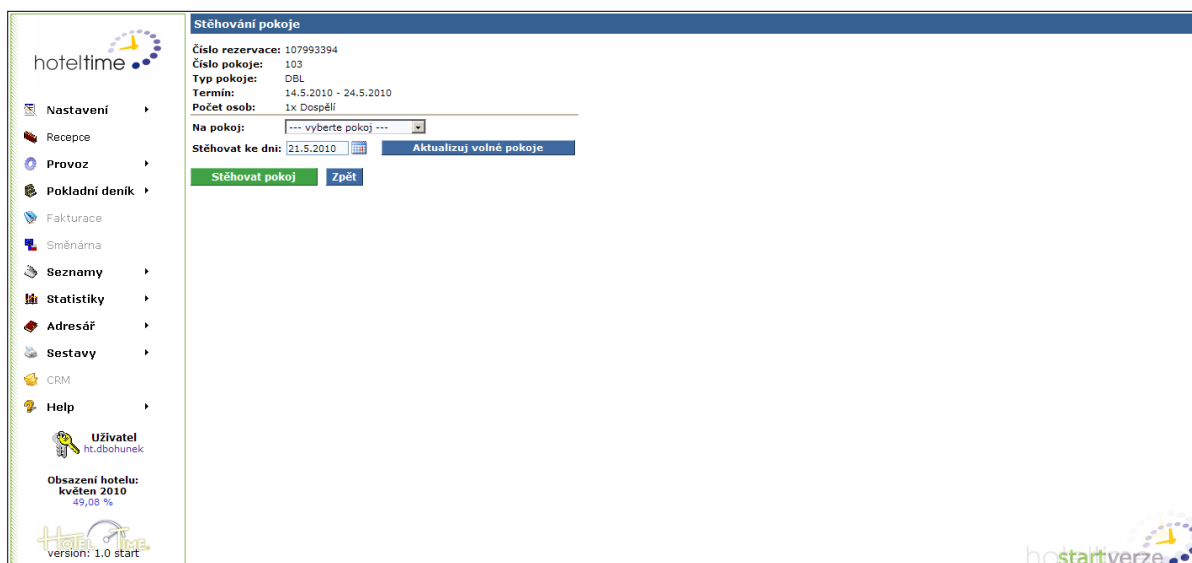 hoteltime
Nastavení
Recepce
Provoz
Pokladní deník
Fakturace
Směnárna
Seznamy
Statistiky
Adresář
Sestavy
CRM
Help
Uživatel
ht.dbohunek
Obsazení hotelu:
květen 2010
49,08 %
HOTEL TIME.
version: 1.0 start
Stěhování pokoje
Číslo rezervace: 107993394
Číslo pokoje: 103
Typ pokoje: DBL
Termín: 14.5.2010 - 24.5.2010
Počet osob: 1x Dospělí
Na pokoj: --- vyberte pokoj ---
Stěhovat ke dni: 21.5.2010 Aktualizuj volné pokoje
Stěhovat pokoj Zpět
startverze